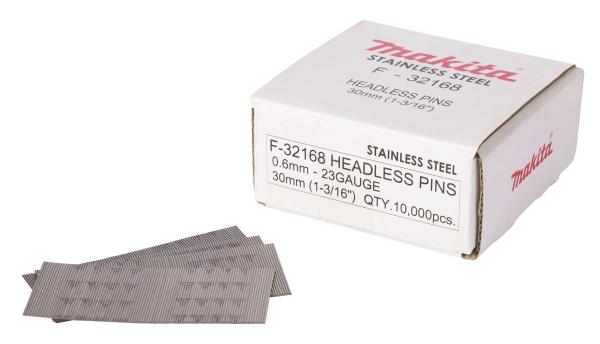 Makita
STAINLESS STEEL
F - 32168
HEADLESS PINS
30mm (1-3/16")
STAINLESS STEEL
F-32168 HEADLESS PINS
0.6mm - 23GAUGE
30mm (1-3/16") QTY.10,000pcs.
Makita